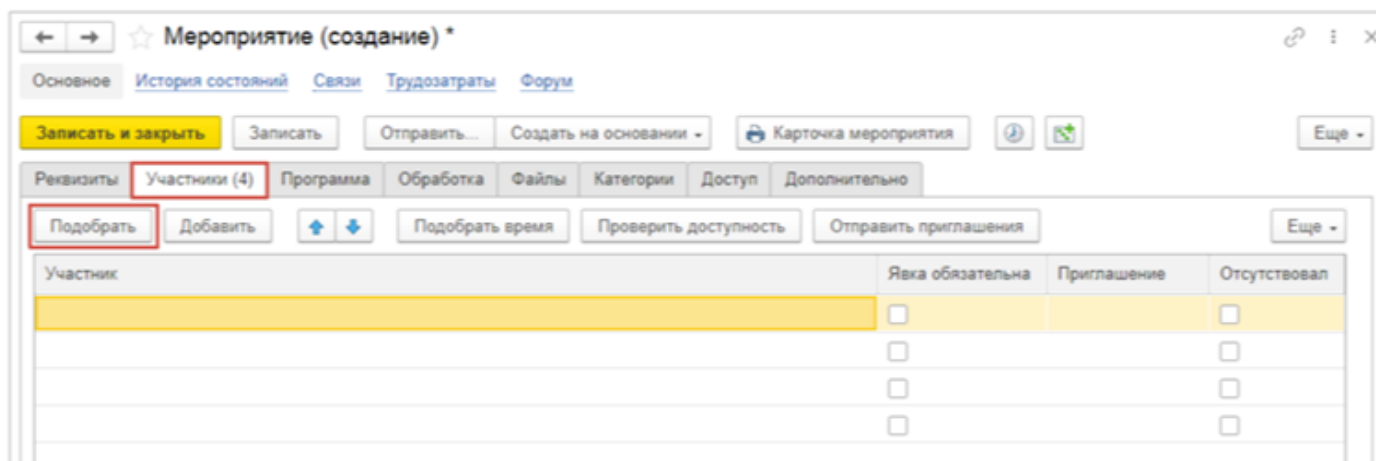 Мероприятие (создание) *
Основное История состояний Связи Трудозатраты Форум
Записать и закрыть Записать Отправить... Создать на основании Карточка мероприятия Еще
Реквизиты Участники (4) Программа Обработка Файлы Категории Доступ Дополнительно
Подобрать Добавить Подобрать время Проверить доступность Отправить приглашения Еще
Участник Явка обязательна Приглашение Отсутствовал